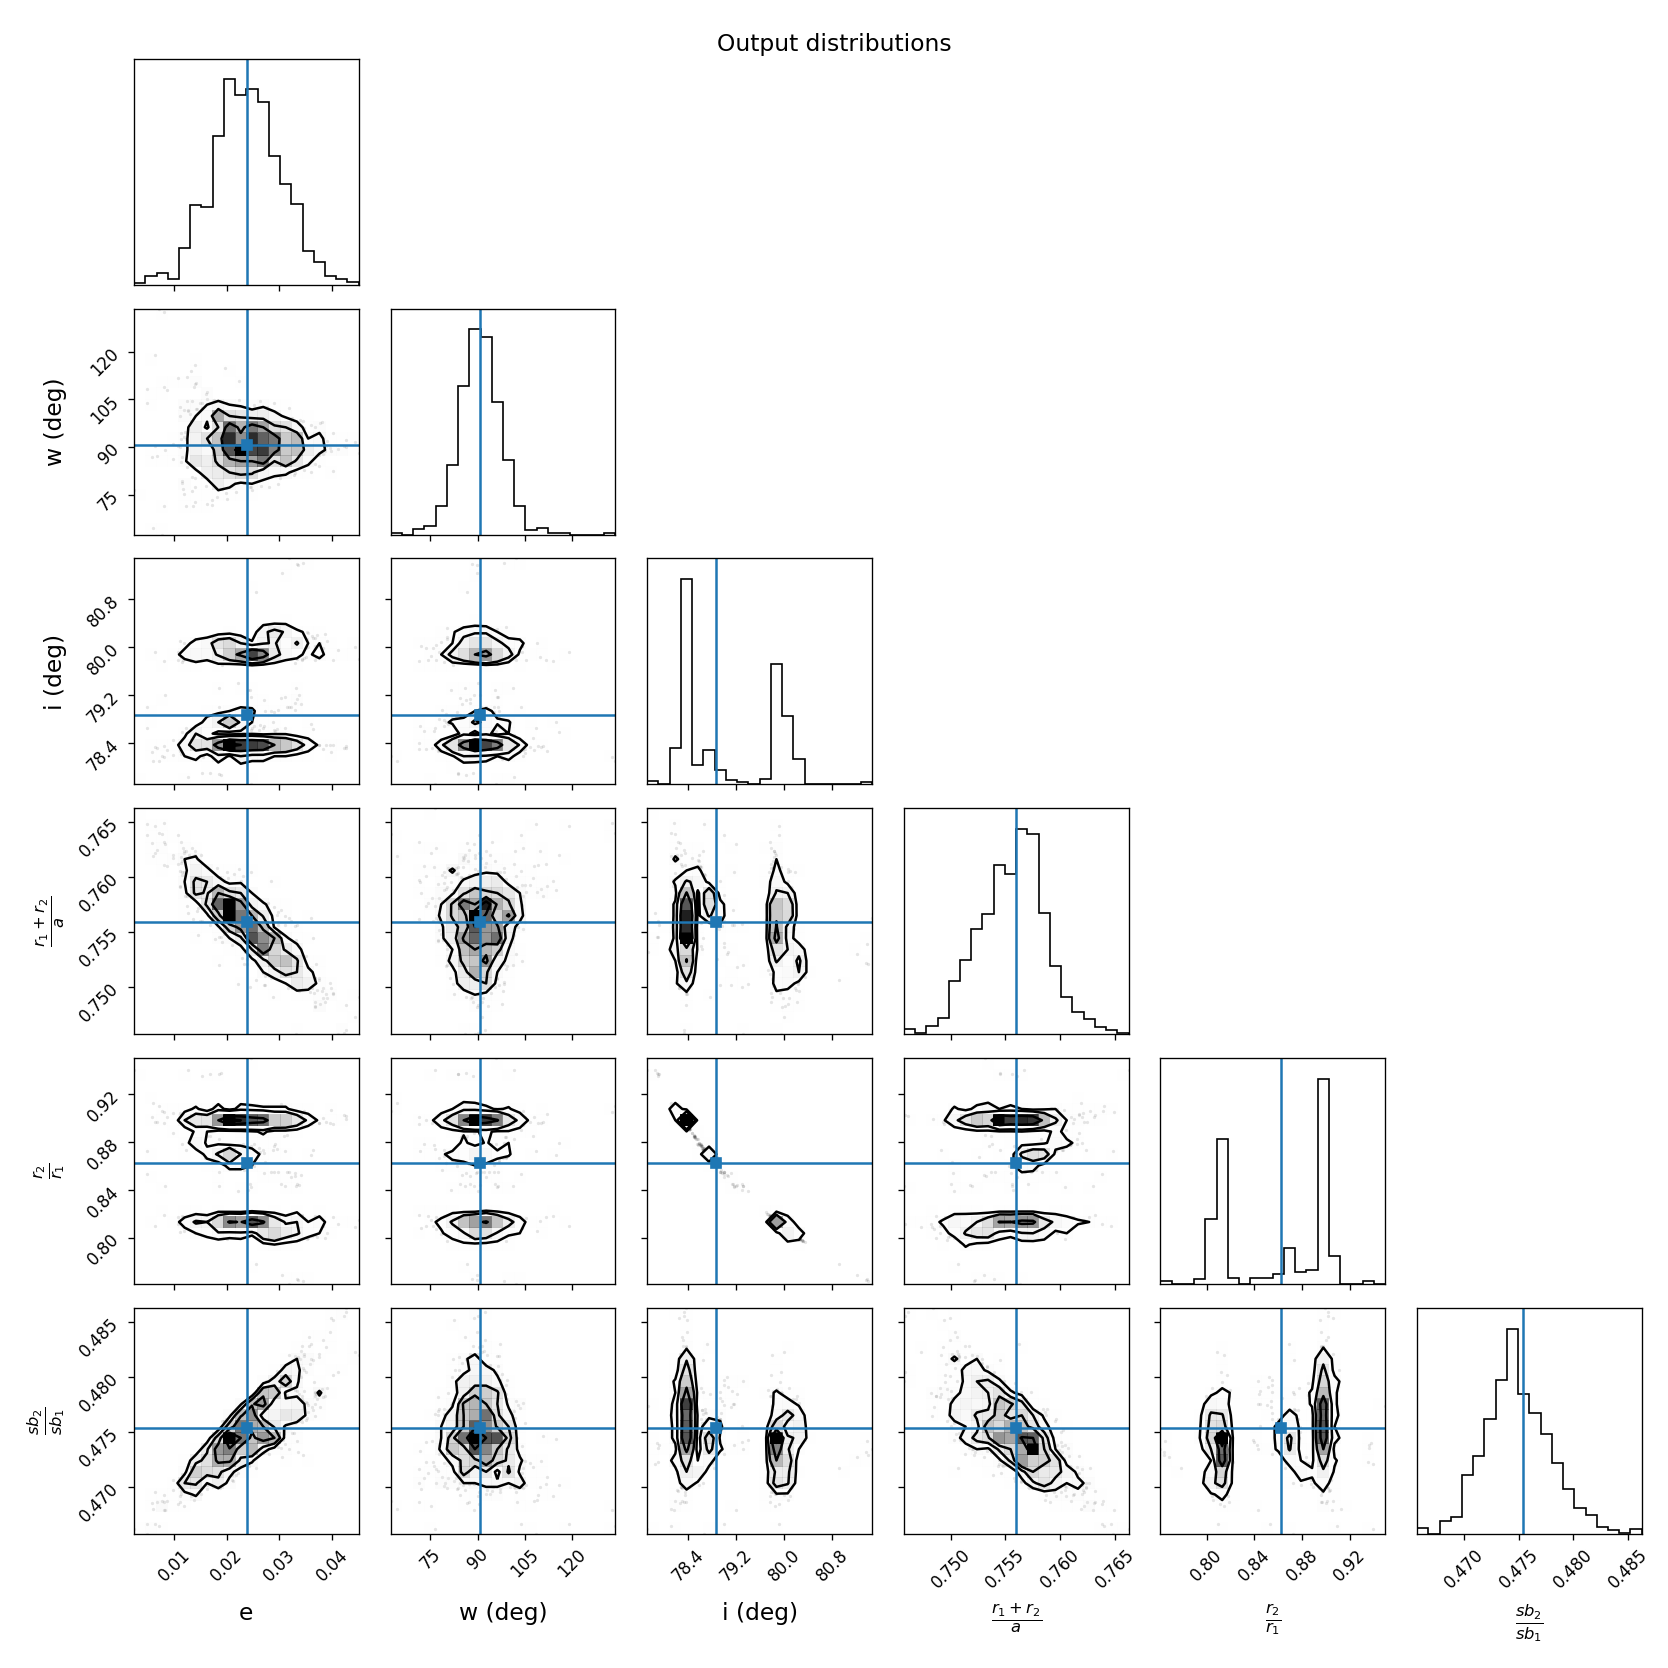 Output distributions
w (deg)
120
105
90
75
i (deg)
80.8
80.0
79.2
78.4
r₁ + r₂
a
0.765
0.760
0.755
0.750
r₂
r₁
0.92
0.88
0.84
0.80
sb₂
sb₁
0.485
0.480
0.475
0.470
0.01 0.02 0.03 0.04 75 90 105 120 78.4 79.2 80.0 80.8 0.750 0.755 0.760 0.765 0.80 0.84 0.88 0.92 0.470 0.475 0.480 0.485
e w (deg) i (deg) r₁ + r₂ r₂ sb₂
a r₁ sb₁